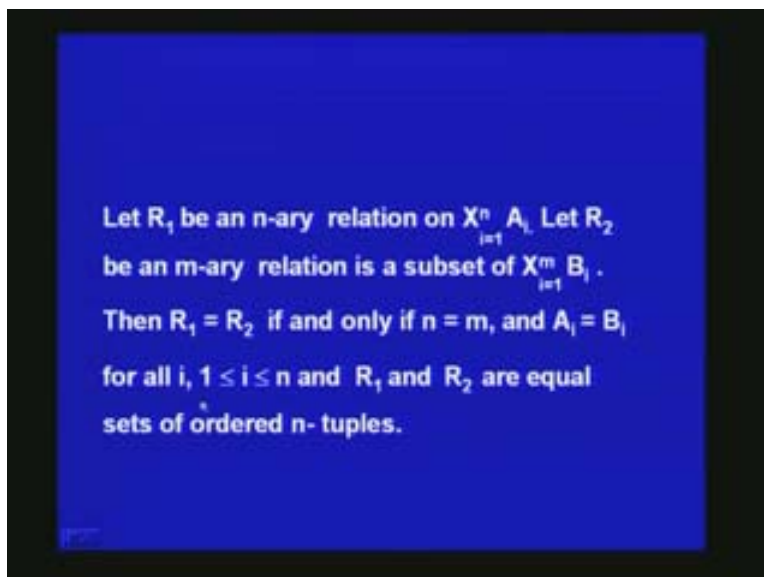 Let R₁ be an n-ary relation on Xⁿᵢ₌₁ Aᵢ. Let R₂
be an m-ary relation is a subset of Xᵐᵢ₌₁ Bᵢ .
Then R₁ = R₂ if and only if n = m, and Aᵢ = Bᵢ
for all i, 1 ≤ i ≤ n and R₁ and R₂ are equal
sets of ordered n- tuples.